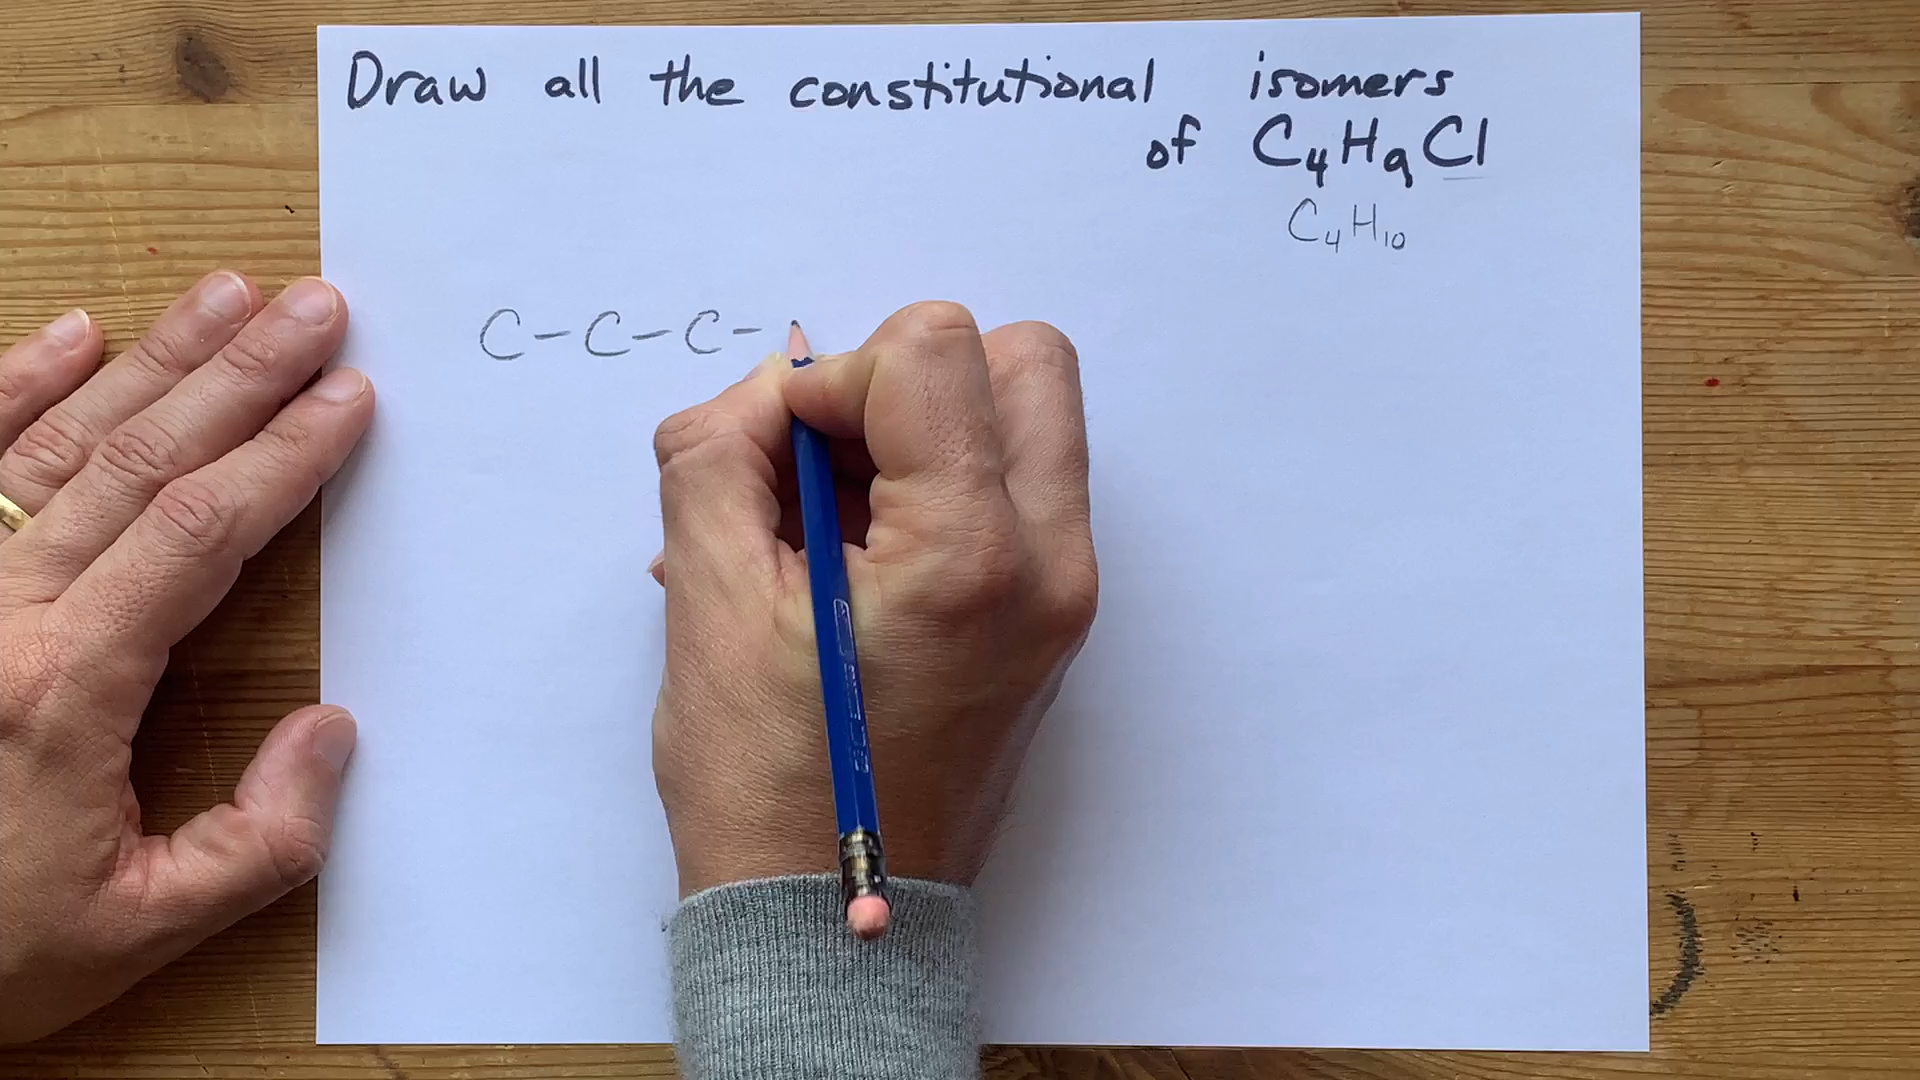 Draw all the constitutional isomers
of C₄H₉Cl
C₄H₁₀
C-C-C-